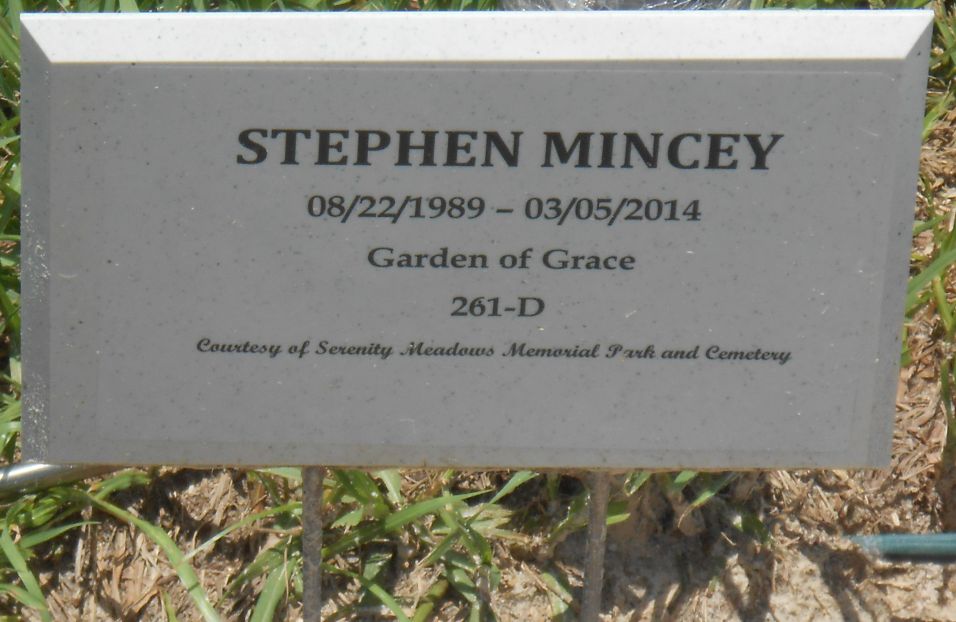 STEPHEN MINCEY
08/22/1989 – 03/05/2014
Garden of Grace
261-D
Courtesy of Serenity Meadows Memorial Park and Cemetery